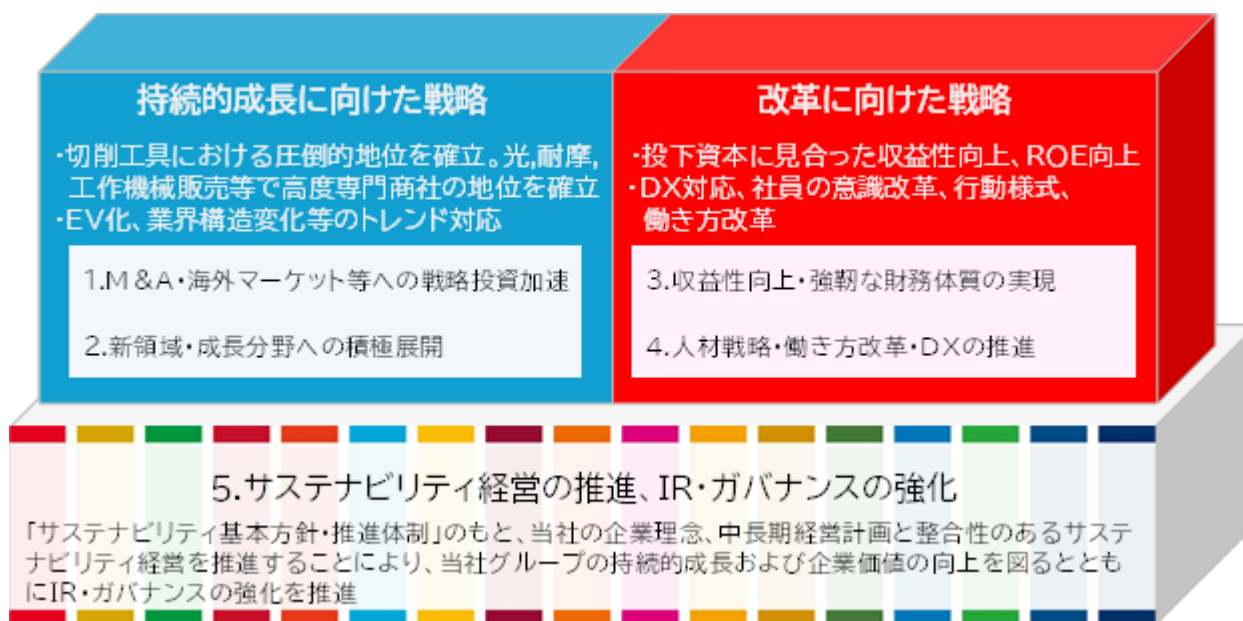 持続的成長に向けた戦略
・切削工具における圧倒的地位を確立。光,耐摩,
工作機械販売等で高度専門商社の地位を確立
・EV化、業界構造変化等のトレンド対応
1.M&A・海外マーケット等への戦略投資加速
2.新領域・成長分野への積極展開
改革に向けた戦略
・投下資本に見合った収益性向上、ROE向上
・DX対応、社員の意識改革、行動様式、
働き方改革
3.収益性向上・強靭な財務体質の実現
4.人材戦略・働き方改革・DXの推進
5.サステナビリティ経営の推進、IR・ガバナンスの強化
「サステナビリティ基本方針・推進体制」のもと、当社の企業理念、中長期経営計画と整合性のあるサステ
ナビリティ経営を推進することにより、当社グループの持続的成長および企業価値の向上を図るととも
にIR・ガバナンスの強化を推進